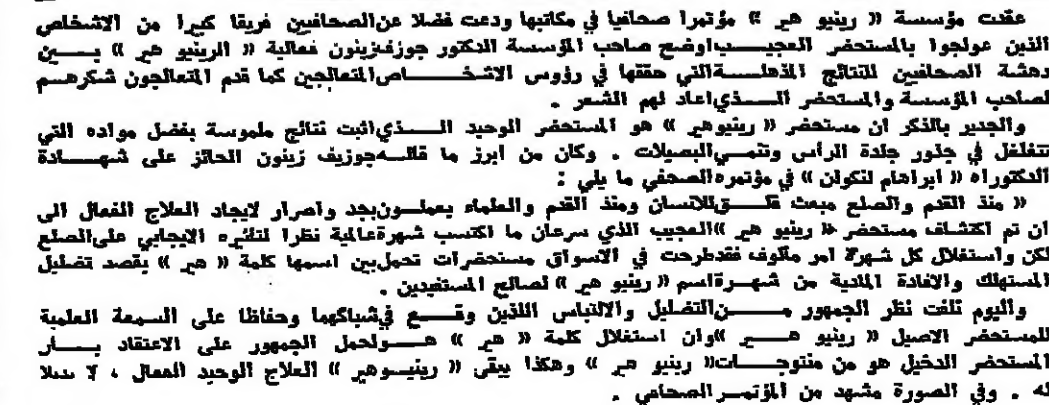 عقدت مؤسسة « رينيو هير » مؤتمرا صحافيا في مكاتبها ودعت فضلا عن الصحافيين فريقا كبيرا من الاشخاص
الذين عولجوا بالمستحضر العجيب اوضح صاحب المؤسسة الدكتور جوزف زينون فعالية « الرينيو هير » بين
دهشة الصحافيين للنتائج المذهلة التي حققها في رؤوس الاشخاص المتعالجين كما قدم المتعالجون شكرهم
لصاحب المؤسسة والمستحضر الذي اعاد لهم الشعر .
والجدير بالذكر ان مستحضر « رينيو هير » هو المستحضر الوحيد الذي اثبت نتائج ملموسة بفضل مواده التي
تتغلغل في جذور جلدة الرأس وتنمي البصيلات . وكان من ابرز ما قاله جوزيف زينون الحائز على شهادة
الدكتوراه « ابراهام لنكولن » في مؤتمره الصحفي ما يلي :
« منذ القدم والصلع مبعث قلق للانسان ومنذ القدم والعلماء يعملون بجد واصرار لايجاد العلاج الفعال الى
ان تم اكتشاف مستحضر « رينيو هير » العجيب الذي سرعان ما اكتسب شهرة عالمية نظرا لتأثيره الايجابي على الصلع
لكن واستغلال كل شهرة امر مألوف فقد طرحت في الاسواق مستحضرات تحمل بين اسمها كلمة « هير » بقصد تضليل
المستهلك والافادة المادية من شهرة اسم « رينيو هير » لصالح المستفيدين .
واليوم نلفت نظر الجمهور من التضليل والالتباس اللذين وقع في شباكهما وحفاظا على السمعة العلمية
للمستحضر الاصيل « رينيو هير » وان استغلال كلمة « هير » هو لحمل الجمهور على الاعتقاد بأن
المستحضر الدخيل هو من منتوجات « رينيو هير » وهكذا يبقى « رينيو هير » العلاج الوحيد الفعال ، لا بديلا
له . وفي الصورة مشهد من المؤتمر الصحافي .